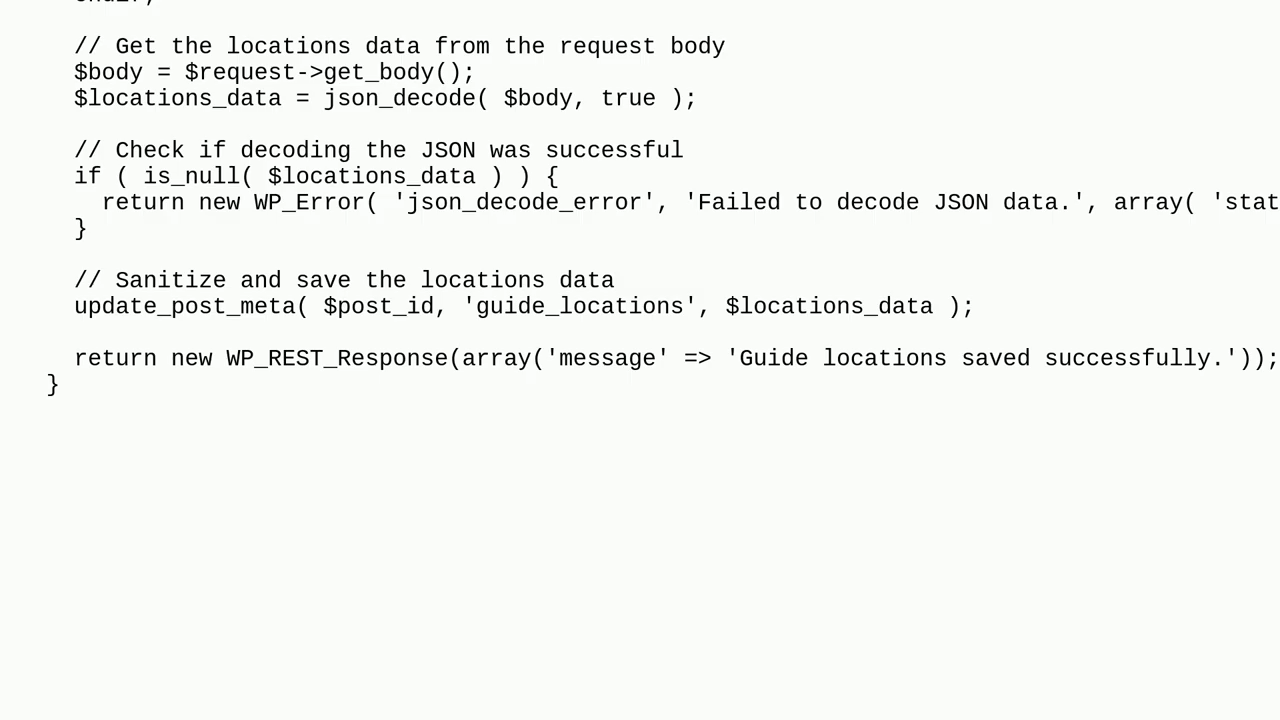 // Get the locations data from the request body
$body = $request->get_body();
$locations_data = json_decode( $body, true );
// Check if decoding the JSON was successful
if ( is_null( $locations_data ) ) {
return new WP_Error( 'json_decode_error', 'Failed to decode JSON data.', array( 'stat
}
// Sanitize and save the locations data
update_post_meta( $post_id, 'guide_locations', $locations_data );
return new WP_REST_Response(array('message' => 'Guide locations saved successfully.'));
}